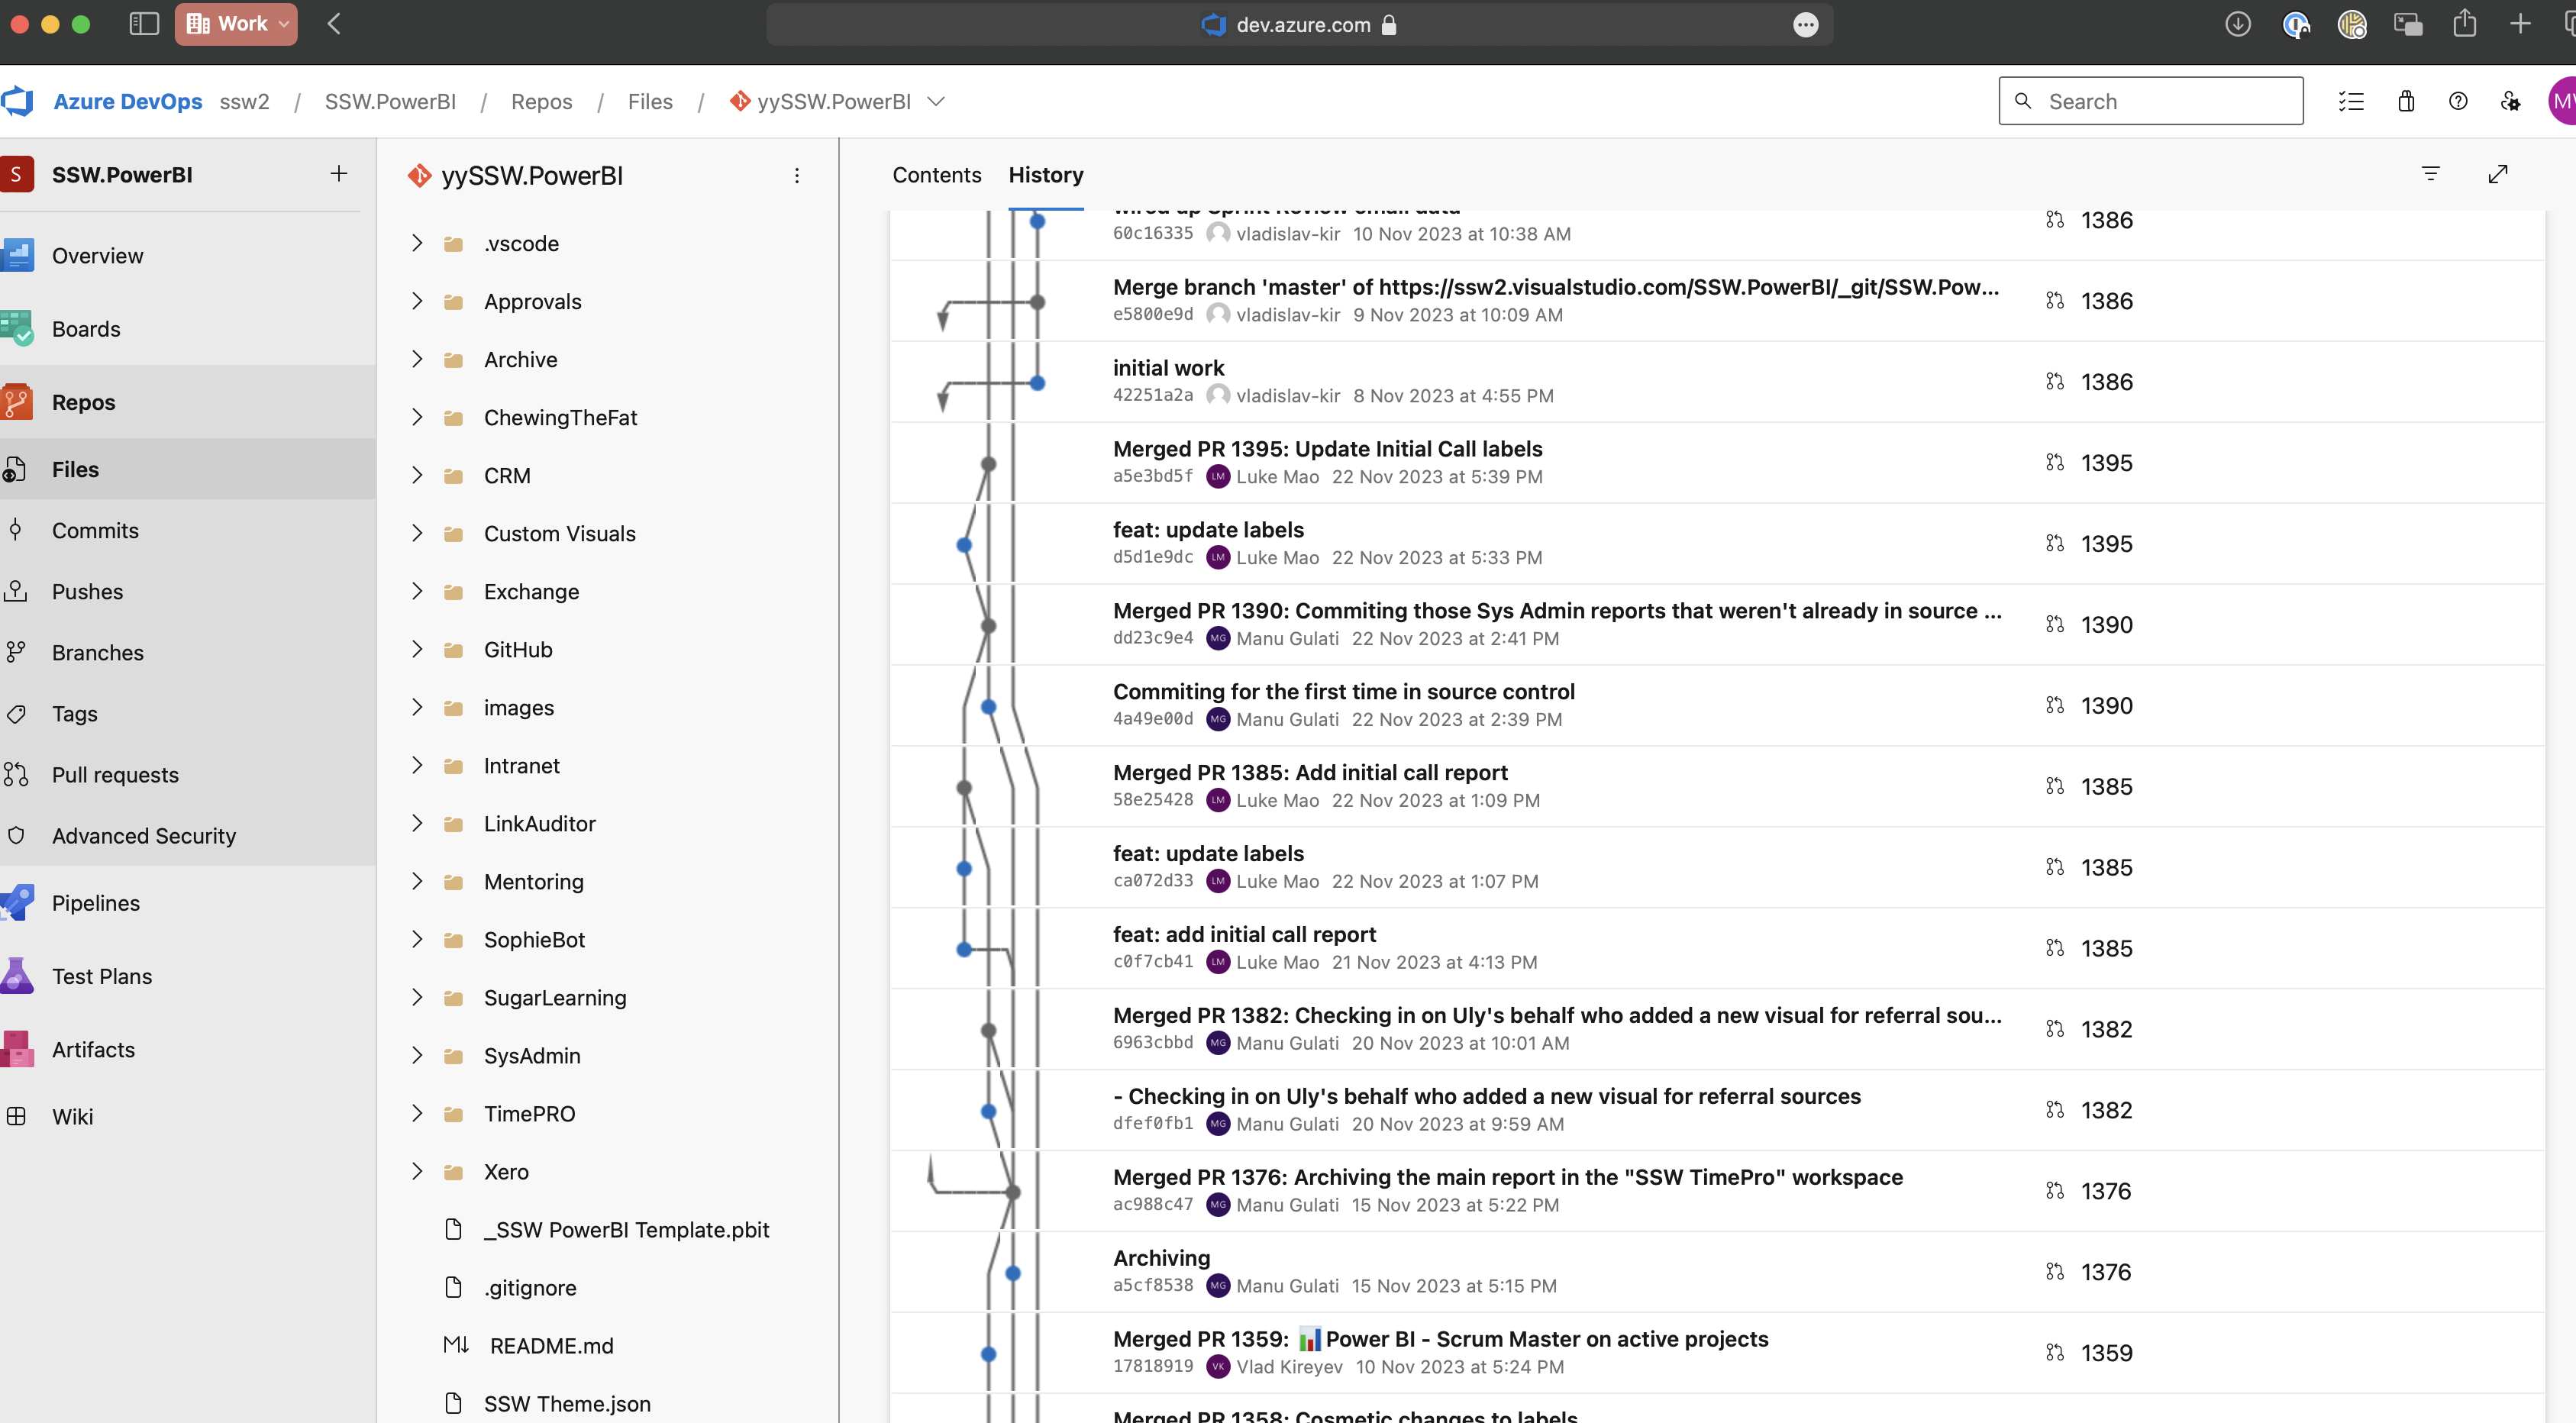 Work
dev.azure.com
Azure DevOps ssw2 / SSW.PowerBI / Repos / Files / yySSW.PowerBI
Search
S SSW.PowerBI
Overview
Boards
Repos
Files
Commits
Pushes
Branches
Tags
Pull requests
Advanced Security
Pipelines
Test Plans
Artifacts
Wiki
yySSW.PowerBI
.vscode
Approvals
Archive
ChewingTheFat
CRM
Custom Visuals
Exchange
GitHub
images
Intranet
LinkAuditor
Mentoring
SophieBot
SugarLearning
SysAdmin
TimePRO
Xero
_SSW PowerBI Template.pbit
.gitignore
M↓ README.md
SSW Theme.json
Contents History
wired up Sprint Review email data
60c16335 vladislav-kir 10 Nov 2023 at 10:38 AM
1386
Merge branch 'master' of https://ssw2.visualstudio.com/SSW.PowerBI/_git/SSW.Pow...
e5800e9d vladislav-kir 9 Nov 2023 at 10:09 AM
1386
initial work
42251a2a vladislav-kir 8 Nov 2023 at 4:55 PM
1386
Merged PR 1395: Update Initial Call labels
a5e3bd5f LM Luke Mao 22 Nov 2023 at 5:39 PM
1395
feat: update labels
d5d1e9dc LM Luke Mao 22 Nov 2023 at 5:33 PM
1395
Merged PR 1390: Commiting those Sys Admin reports that weren't already in source ...
dd23c9e4 MG Manu Gulati 22 Nov 2023 at 2:41 PM
1390
Commiting for the first time in source control
4a49e00d MG Manu Gulati 22 Nov 2023 at 2:39 PM
1390
Merged PR 1385: Add initial call report
58e25428 LM Luke Mao 22 Nov 2023 at 1:09 PM
1385
feat: update labels
ca072d33 LM Luke Mao 22 Nov 2023 at 1:07 PM
1385
feat: add initial call report
c0f7cb41 LM Luke Mao 21 Nov 2023 at 4:13 PM
1385
Merged PR 1382: Checking in on Uly's behalf who added a new visual for referral sou...
6963cbbd MG Manu Gulati 20 Nov 2023 at 10:01 AM
1382
- Checking in on Uly's behalf who added a new visual for referral sources
dfef0fb1 MG Manu Gulati 20 Nov 2023 at 9:59 AM
1382
Merged PR 1376: Archiving the main report in the "SSW TimePro" workspace
ac988c47 MG Manu Gulati 15 Nov 2023 at 5:22 PM
1376
Archiving
a5cf8538 MG Manu Gulati 15 Nov 2023 at 5:15 PM
1376
Merged PR 1359: 📊Power BI - Scrum Master on active projects
17818919 VK Vlad Kireyev 10 Nov 2023 at 5:24 PM
1359
Merged PR 1358: Cosmetic changes to labels